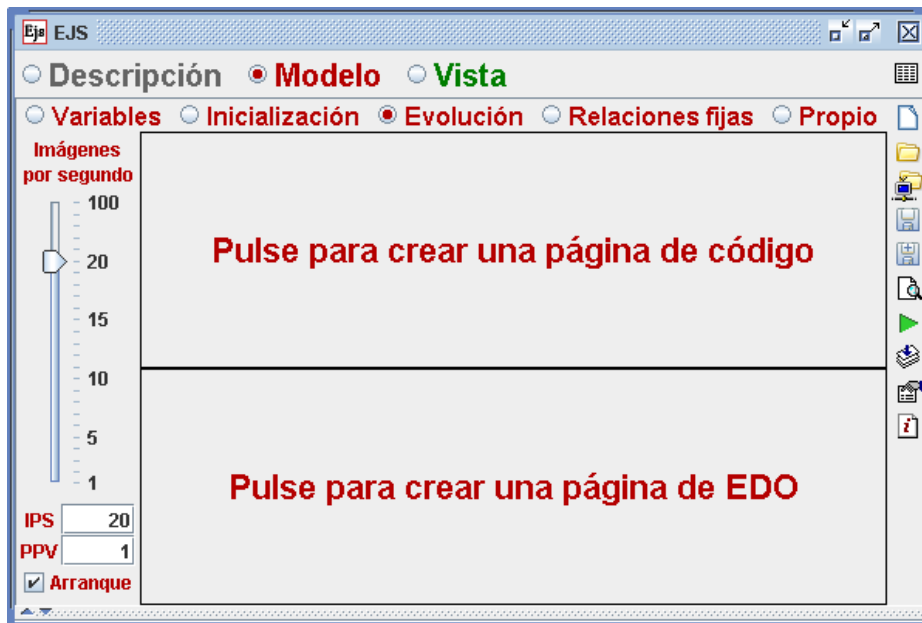 Ejs EJS
Descripción Modelo Vista
Variables Inicialización Evolución Relaciones fijas Propio
Imágenes
por segundo
100
20
15
10
5
1
IPS 20
PPV 1
Arranque
Pulse para crear una página de código
Pulse para crear una página de EDO